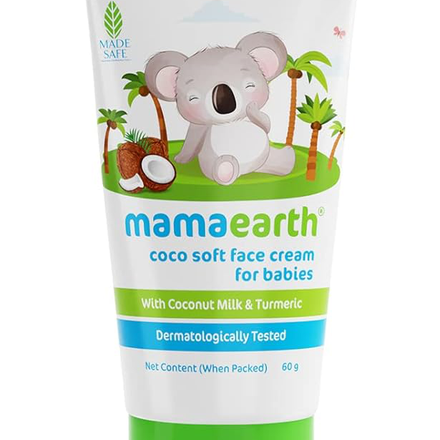 MADE
SAFE
mamaearth®
coco soft face cream
for babies
With Coconut Milk & Turmeric
Dermatologically Tested
Net Content (When Packed) 60 g